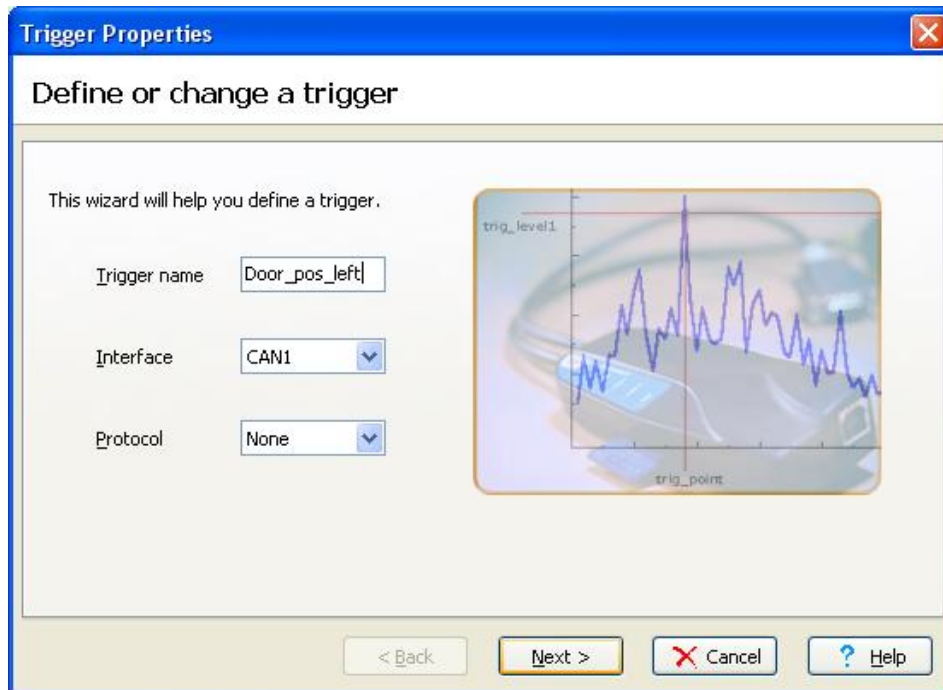 Trigger Properties
Define or change a trigger
This wizard will help you define a trigger.
Trigger name Door_pos_left
Interface CAN1
Protocol None
trig_level1
trig_point
< Back Next > Cancel ? Help